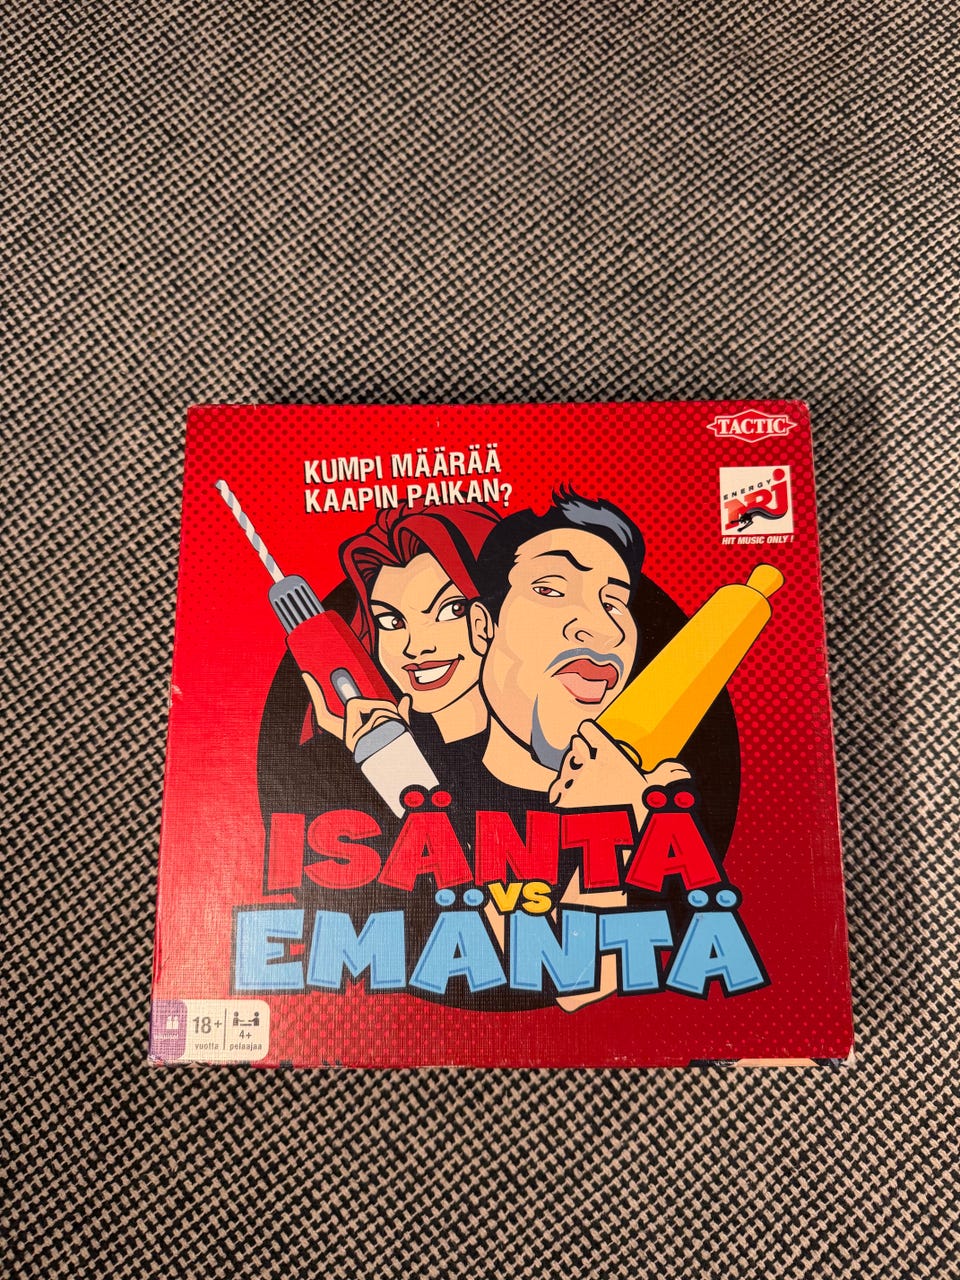 TACTIC
KUMPI MÄÄRÄÄ
KAAPIN PAIKAN?
ENERGY
NRJ
HIT MUSIC ONLY!
ISÄNTÄ
VS
EMÄNTÄ
18+
vuotta
4+
pelaajaa